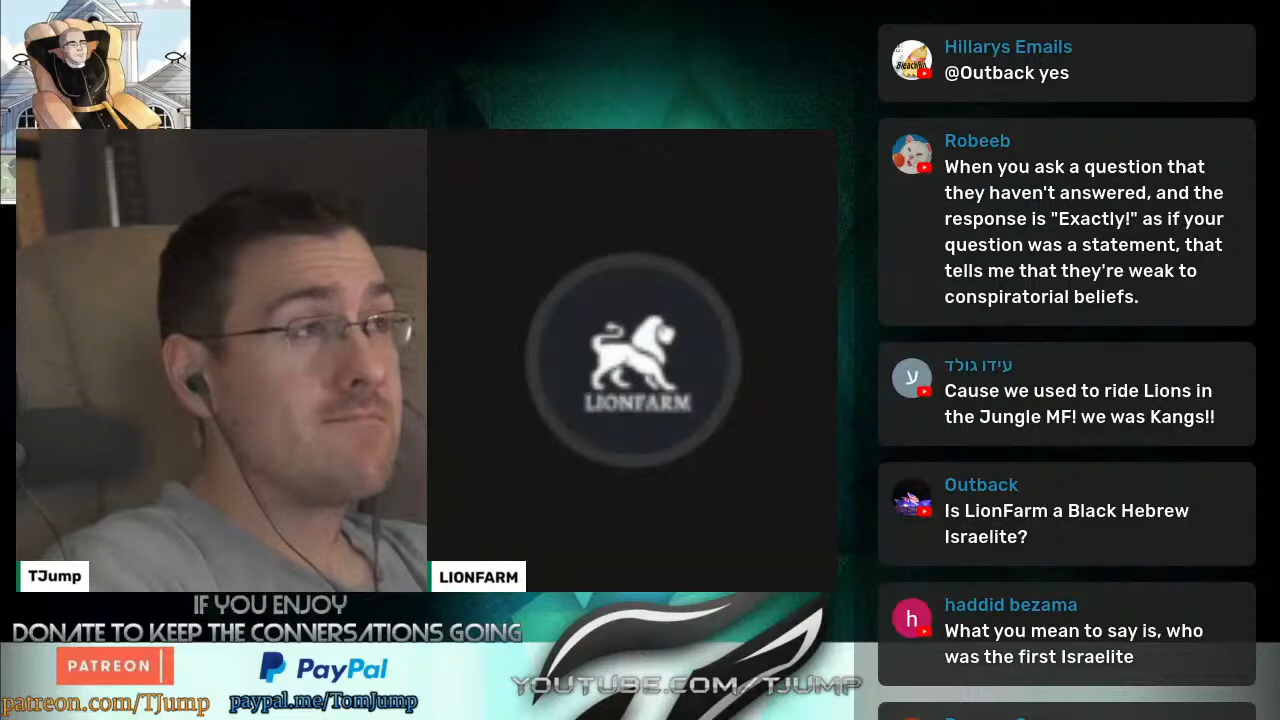 Hillarys Emails
@Outback yes
Robeeb
When you ask a question that
they haven't answered, and the
response is "Exactly!" as if your
question was a statement, that
tells me that they're weak to
conspiratorial beliefs.
עידו גולד
ע
Cause we used to ride Lions in
the Jungle MF! we was Kangs!!
Outback
Is LionFarm a Black Hebrew
Israelite?
haddid bezama
h
What you mean to say is, who
was the first Israelite
LIONFARM
TJump
LIONFARM
IF YOU ENJOY
DONATE TO KEEP THE CONVERSATIONS GOING
PATREON
PayPal
patreon.com/TJump
paypal.me/TomJump
YOUTUBE.COM/TJUMP